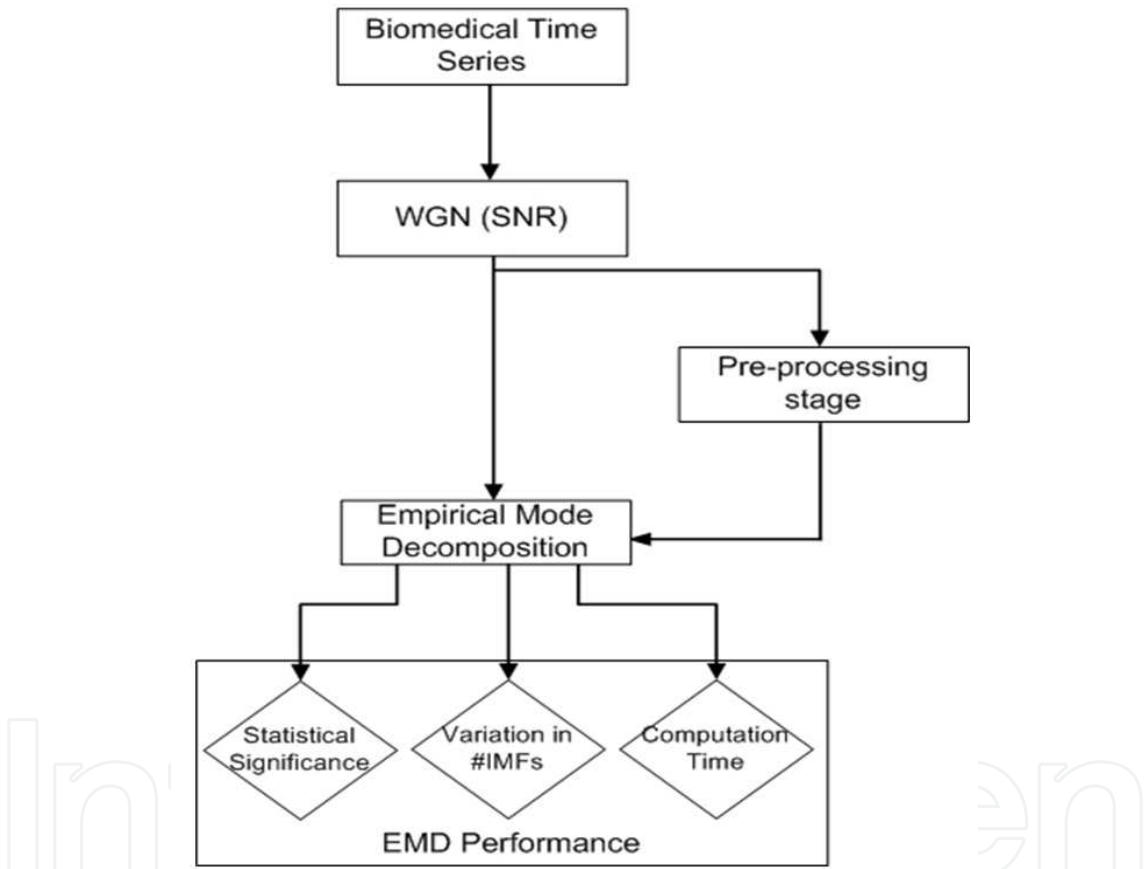 Biomedical Time
Series
WGN (SNR)
Pre-processing
stage
Empirical Mode
Decomposition
Statistical
Significance
Variation in
#IMFs
Computation
Time
EMD Performance